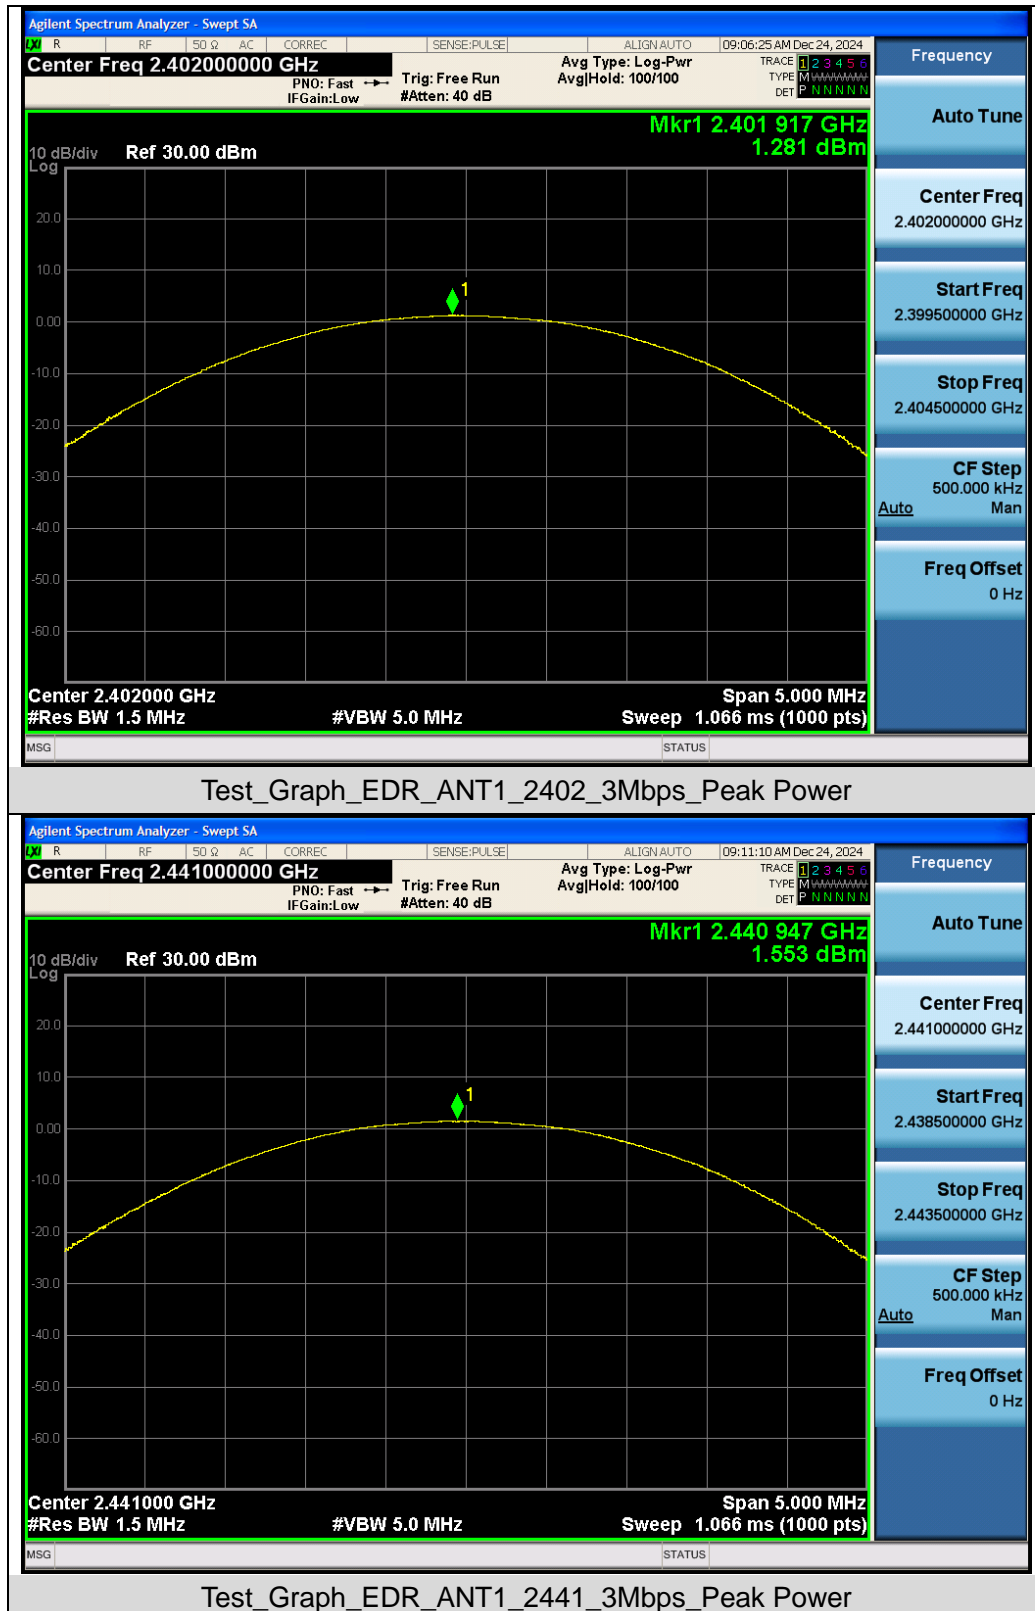 Agilent Spectrum Analyzer - Swept SA
LXI R RF 50 Ω AC CORREC SENSE:PULSE ALIGN AUTO 09:06:25 AM Dec 24, 2024
Center Freq 2.402000000 GHz
PNO: Fast
IFGain:Low
Trig: Free Run
#Atten: 40 dB
Avg Type: Log-Pwr
Avg|Hold: 100/100
TRACE 1 2 3 4 5 6
TYPE M
DET P N N N N N
Mkr1 2.401 917 GHz
1.281 dBm
10 dB/div Ref 30.00 dBm
Log
20.0
10.0
0.00
-10.0
-20.0
-30.0
-40.0
-50.0
-60.0
1
Center 2.402000 GHz Span 5.000 MHz
#Res BW 1.5 MHz #VBW 5.0 MHz Sweep 1.066 ms (1000 pts)
MSG STATUS
Frequency
Auto Tune
Center Freq
2.402000000 GHz
Start Freq
2.399500000 GHz
Stop Freq
2.404500000 GHz
CF Step
500.000 kHz
Auto Man
Freq Offset
0 Hz
Test_Graph_EDR_ANT1_2402_3Mbps_Peak Power
Agilent Spectrum Analyzer - Swept SA
LXI R RF 50 Ω AC CORREC SENSE:PULSE ALIGN AUTO 09:11:10 AM Dec 24, 2024
Center Freq 2.441000000 GHz
PNO: Fast
IFGain:Low
Trig: Free Run
#Atten: 40 dB
Avg Type: Log-Pwr
Avg|Hold: 100/100
TRACE 1 2 3 4 5 6
TYPE M
DET P N N N N N
Mkr1 2.440 947 GHz
1.553 dBm
10 dB/div Ref 30.00 dBm
Log
20.0
10.0
0.00
-10.0
-20.0
-30.0
-40.0
-50.0
-60.0
1
Center 2.441000 GHz Span 5.000 MHz
#Res BW 1.5 MHz #VBW 5.0 MHz Sweep 1.066 ms (1000 pts)
MSG STATUS
Frequency
Auto Tune
Center Freq
2.441000000 GHz
Start Freq
2.438500000 GHz
Stop Freq
2.443500000 GHz
CF Step
500.000 kHz
Auto Man
Freq Offset
0 Hz
Test_Graph_EDR_ANT1_2441_3Mbps_Peak Power